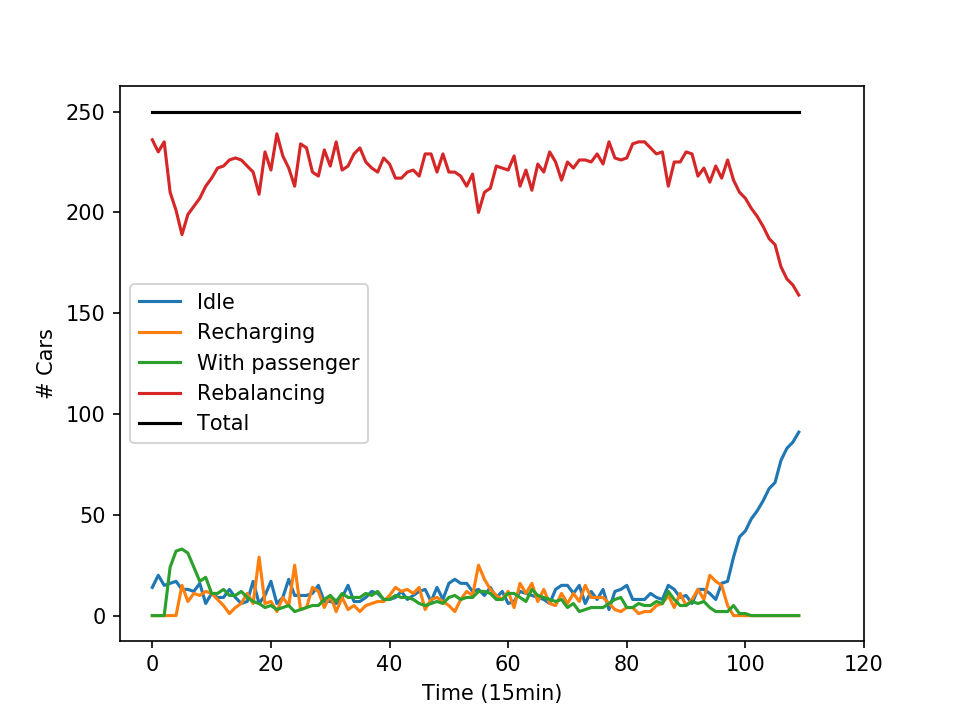 250
200
150
100
50
0
# Cars
Idle
Recharging
With passenger
Rebalancing
Total
0 20 40 60 80 100 120
Time (15min)